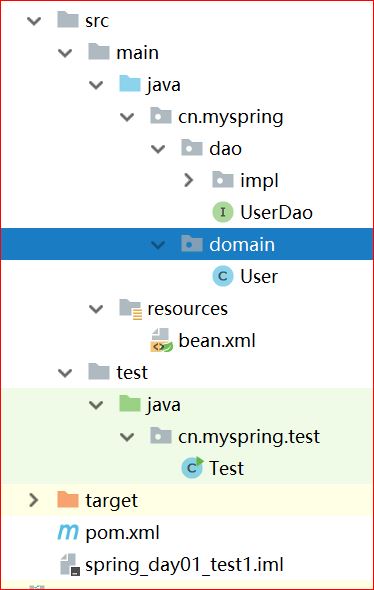 src
main
java
cn.myspring
dao
impl
I UserDao
domain
C User
resources
bean.xml
test
java
cn.myspring.test
C Test
target
m pom.xml
spring_day01_test1.iml